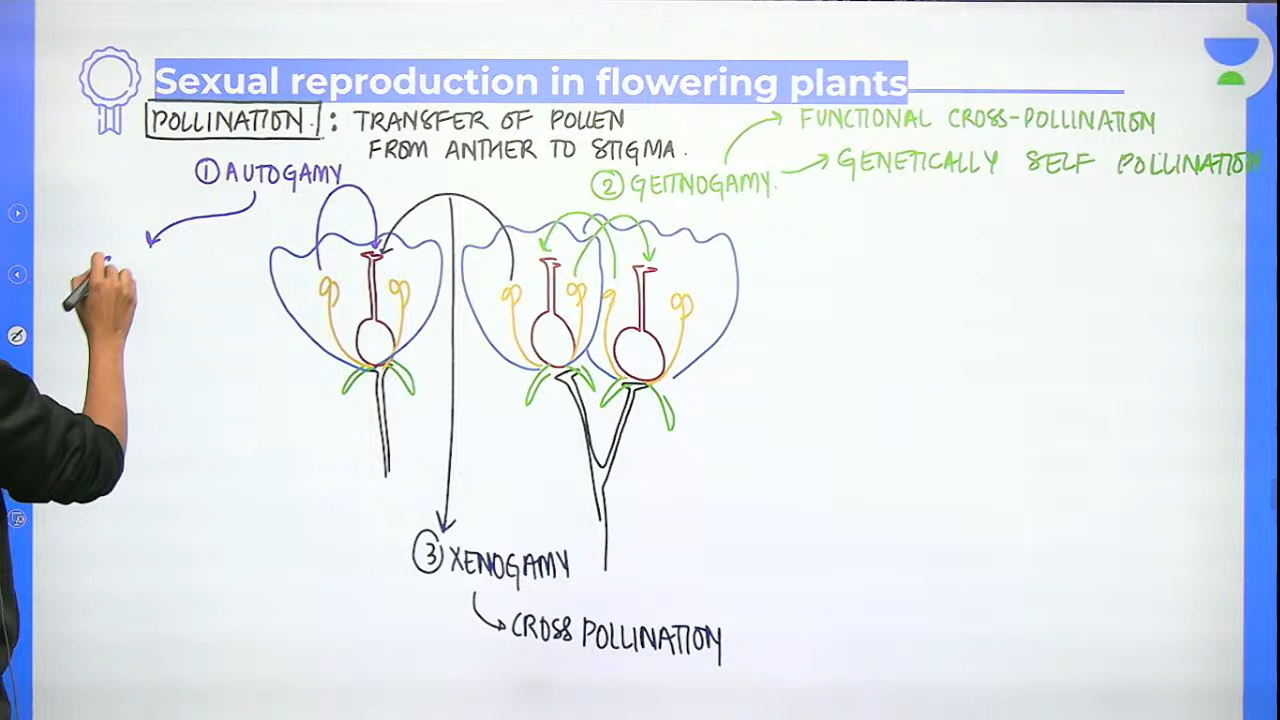 Sexual reproduction in flowering plants
POLLINATION. : TRANSFER OF POLLEN
FROM ANTHER TO STIGMA.
① AUTOGAMY
② GEITNOGAMY.
FUNCTIONAL CROSS-POLLINATION
GENETICALLY SELF POLLINATION
③ XENOGAMY
CROSS POLLINATION